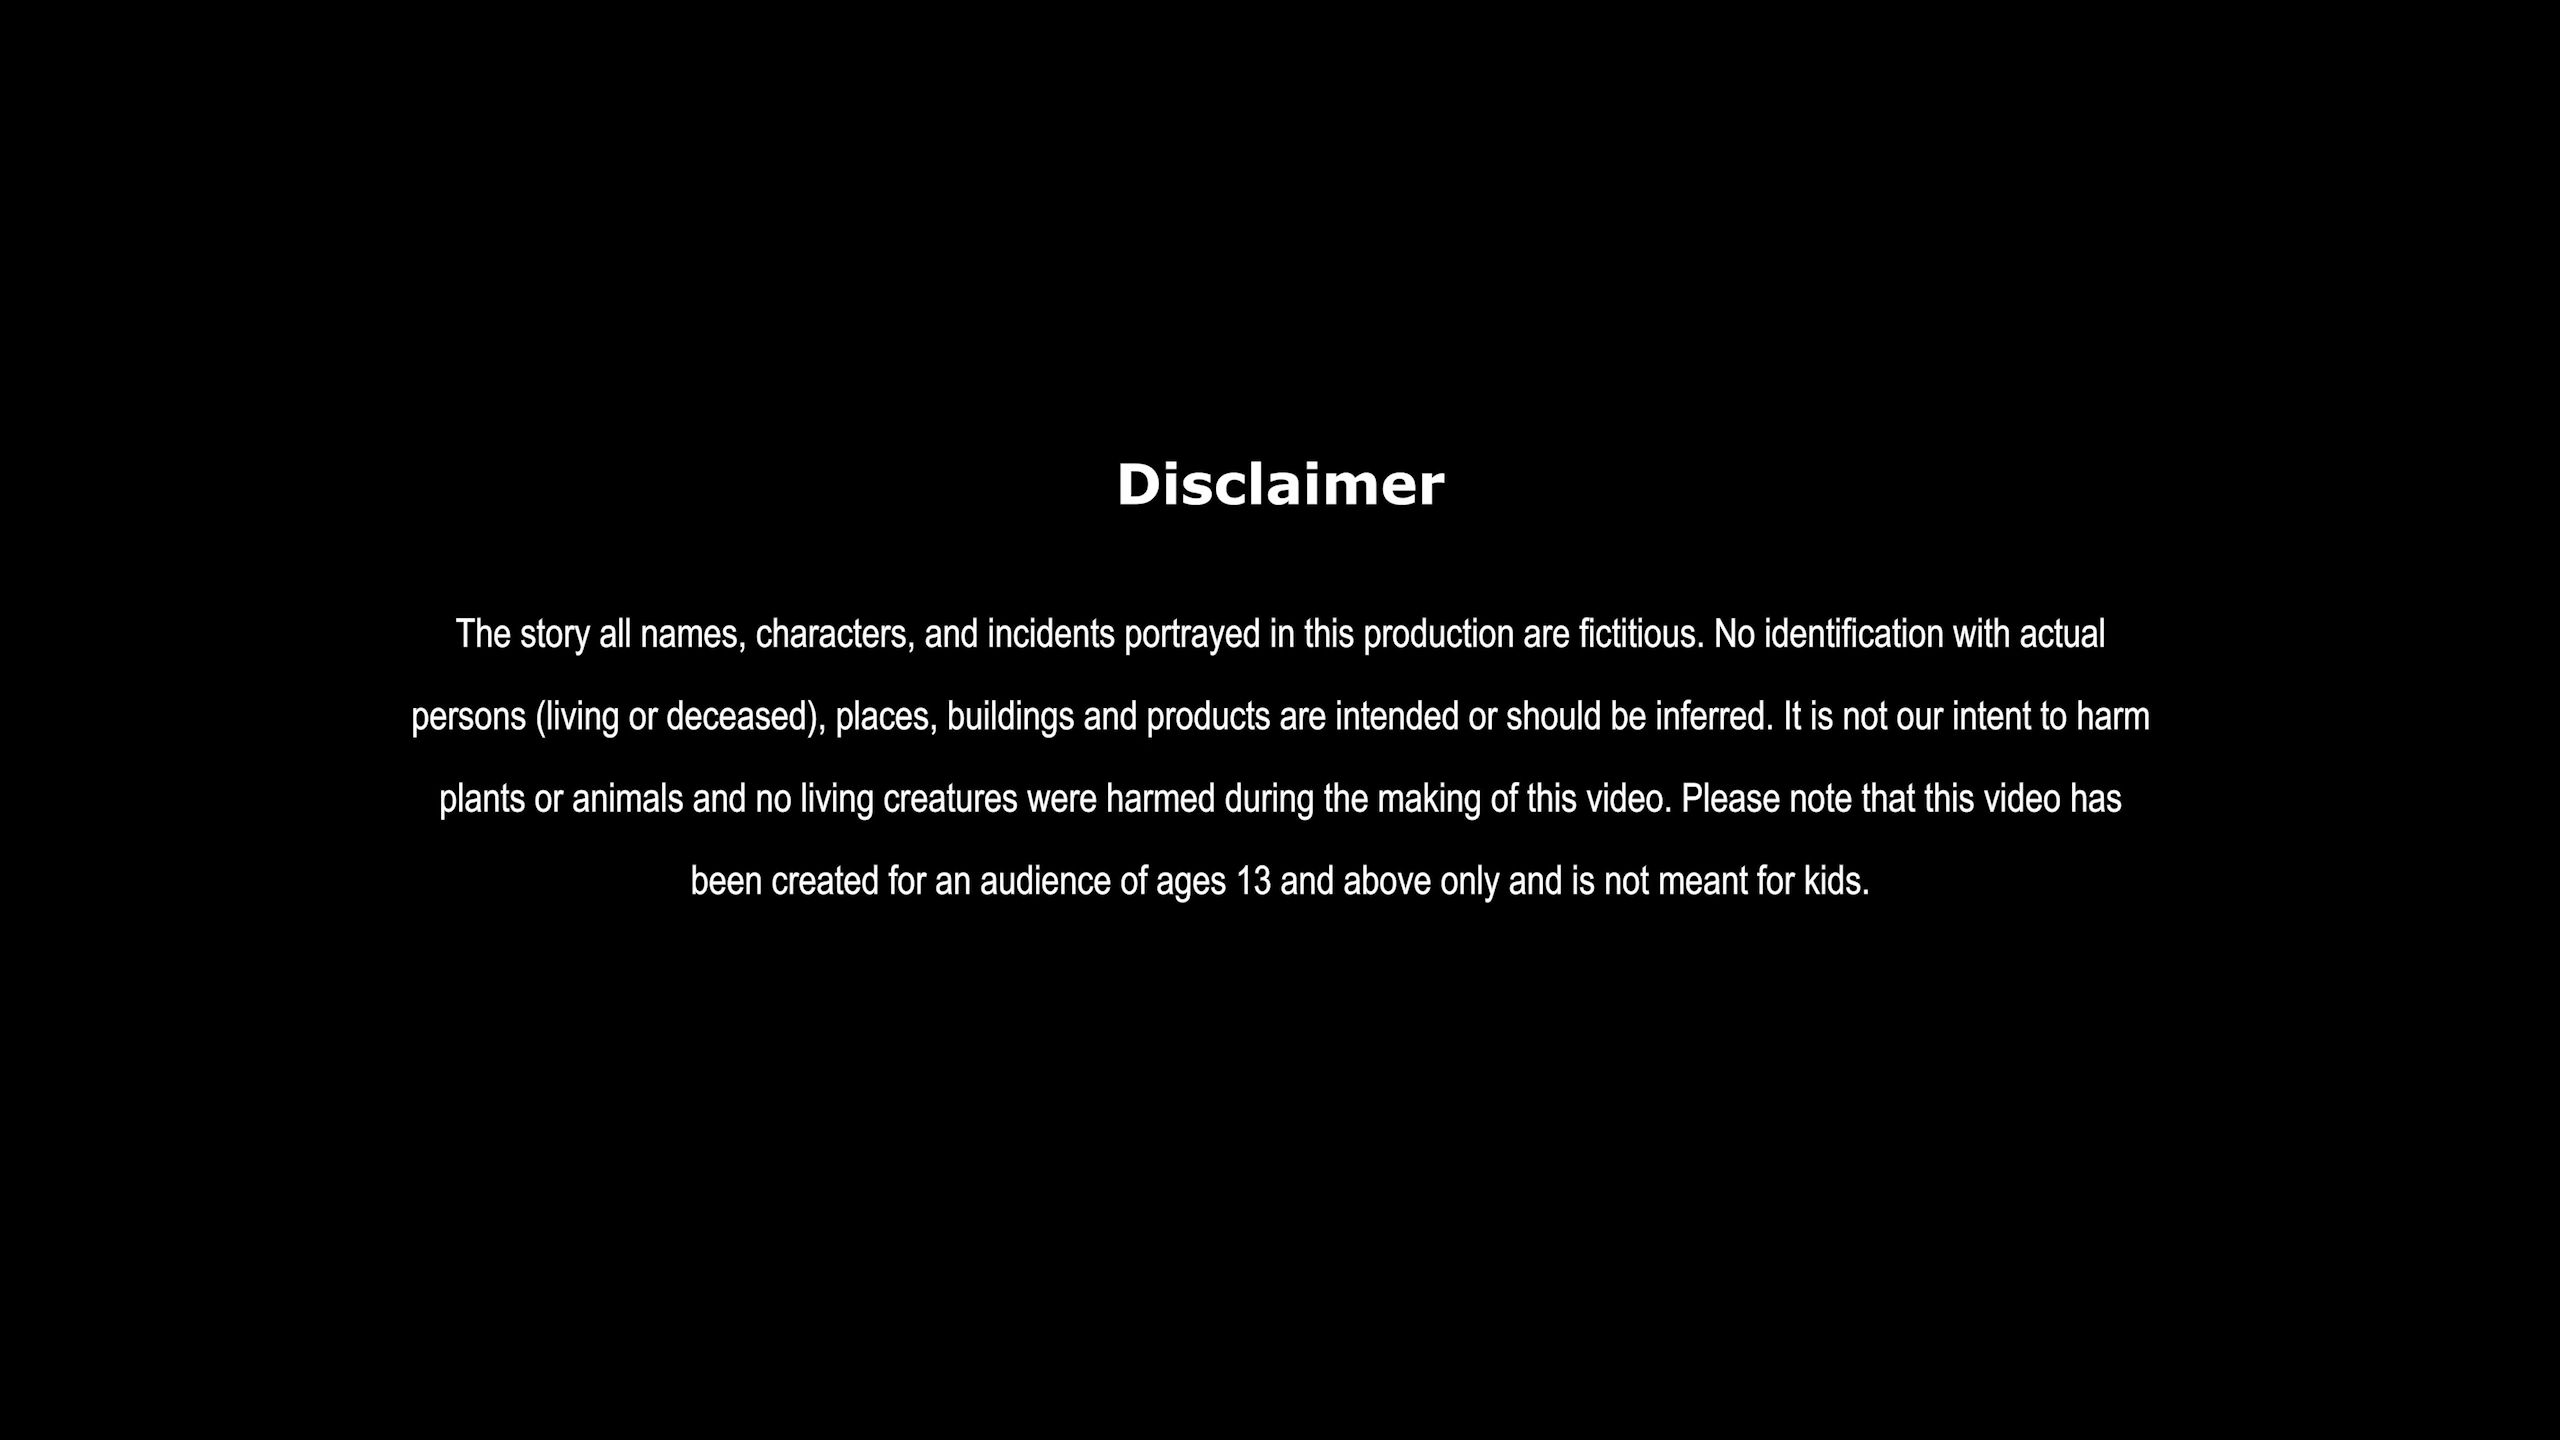 Disclaimer
The story all names, characters, and incidents portrayed in this production are fictitious. No identification with actual
persons (living or deceased), places, buildings and products are intended or should be inferred. It is not our intent to harm
plants or animals and no living creatures were harmed during the making of this video. Please note that this video has
been created for an audience of ages 13 and above only and is not meant for kids.